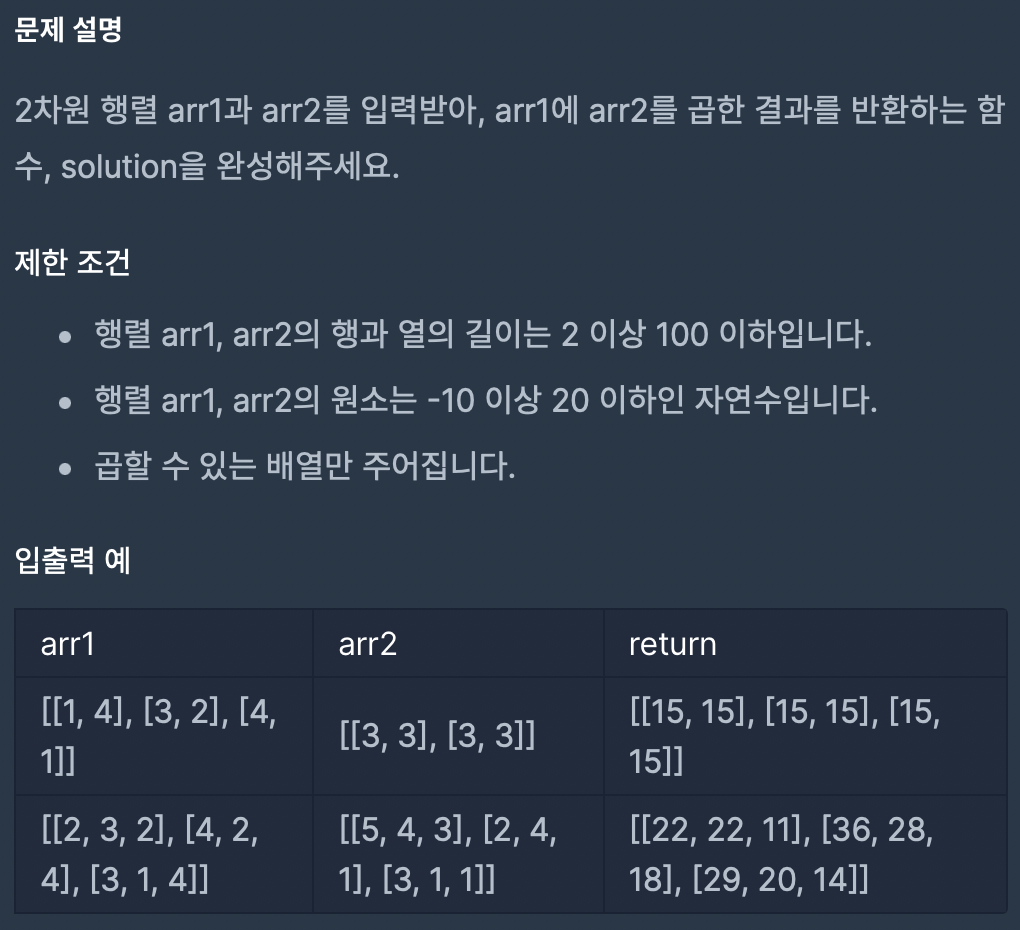 문제 설명
2차원 행렬 arr1과 arr2를 입력받아, arr1에 arr2를 곱한 결과를 반환하는 함
수, solution을 완성해주세요.
제한 조건
• 행렬 arr1, arr2의 행과 열의 길이는 2 이상 100 이하입니다.
• 행렬 arr1, arr2의 원소는 -10 이상 20 이하인 자연수입니다.
• 곱할 수 있는 배열만 주어집니다.
입출력 예
arr1 arr2 return
[[1, 4], [3, 2], [4,
1]]
[[3, 3], [3, 3]]
[[15, 15], [15, 15], [15,
15]]
[[2, 3, 2], [4, 2,
4], [3, 1, 4]]
[[5, 4, 3], [2, 4,
1], [3, 1, 1]]
[[22, 22, 11], [36, 28,
18], [29, 20, 14]]